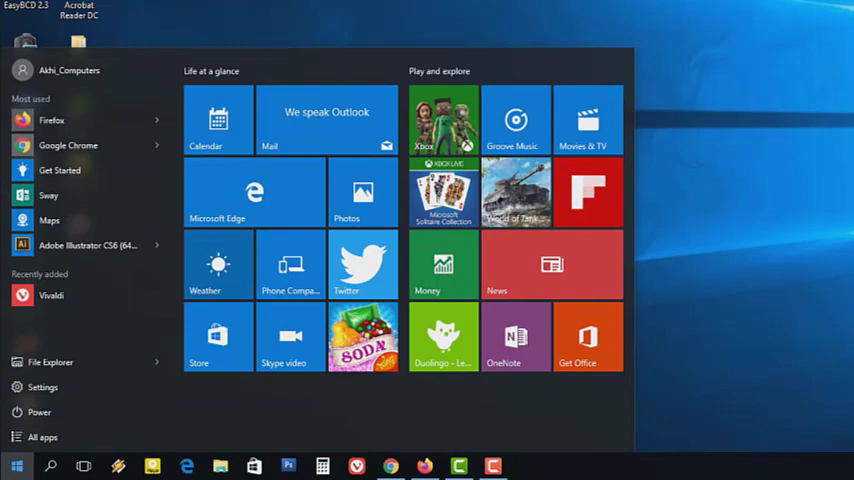 EasyBCD 2.3
Acrobat
Reader DC
Akhi_Computers
Most used
Firefox
Google Chrome
Get Started
Sway
Maps
Ai
Adobe Illustrator CS6 (64...
Recently added
Vivaldi
File Explorer
Settings
Power
All apps
Life at a glance
Calendar
We speak Outlook
Mail
Microsoft Edge
Photos
Weather
Phone Compa...
Twitter
Store
Skype video
SODA
Play and explore
Xbox
Groove Music
Movies & TV
XBOX LIVE
Microsoft
Solitaire Collection
World of Tank...
Money
News
Duolingo - Le...
OneNote
Get Office
Ps